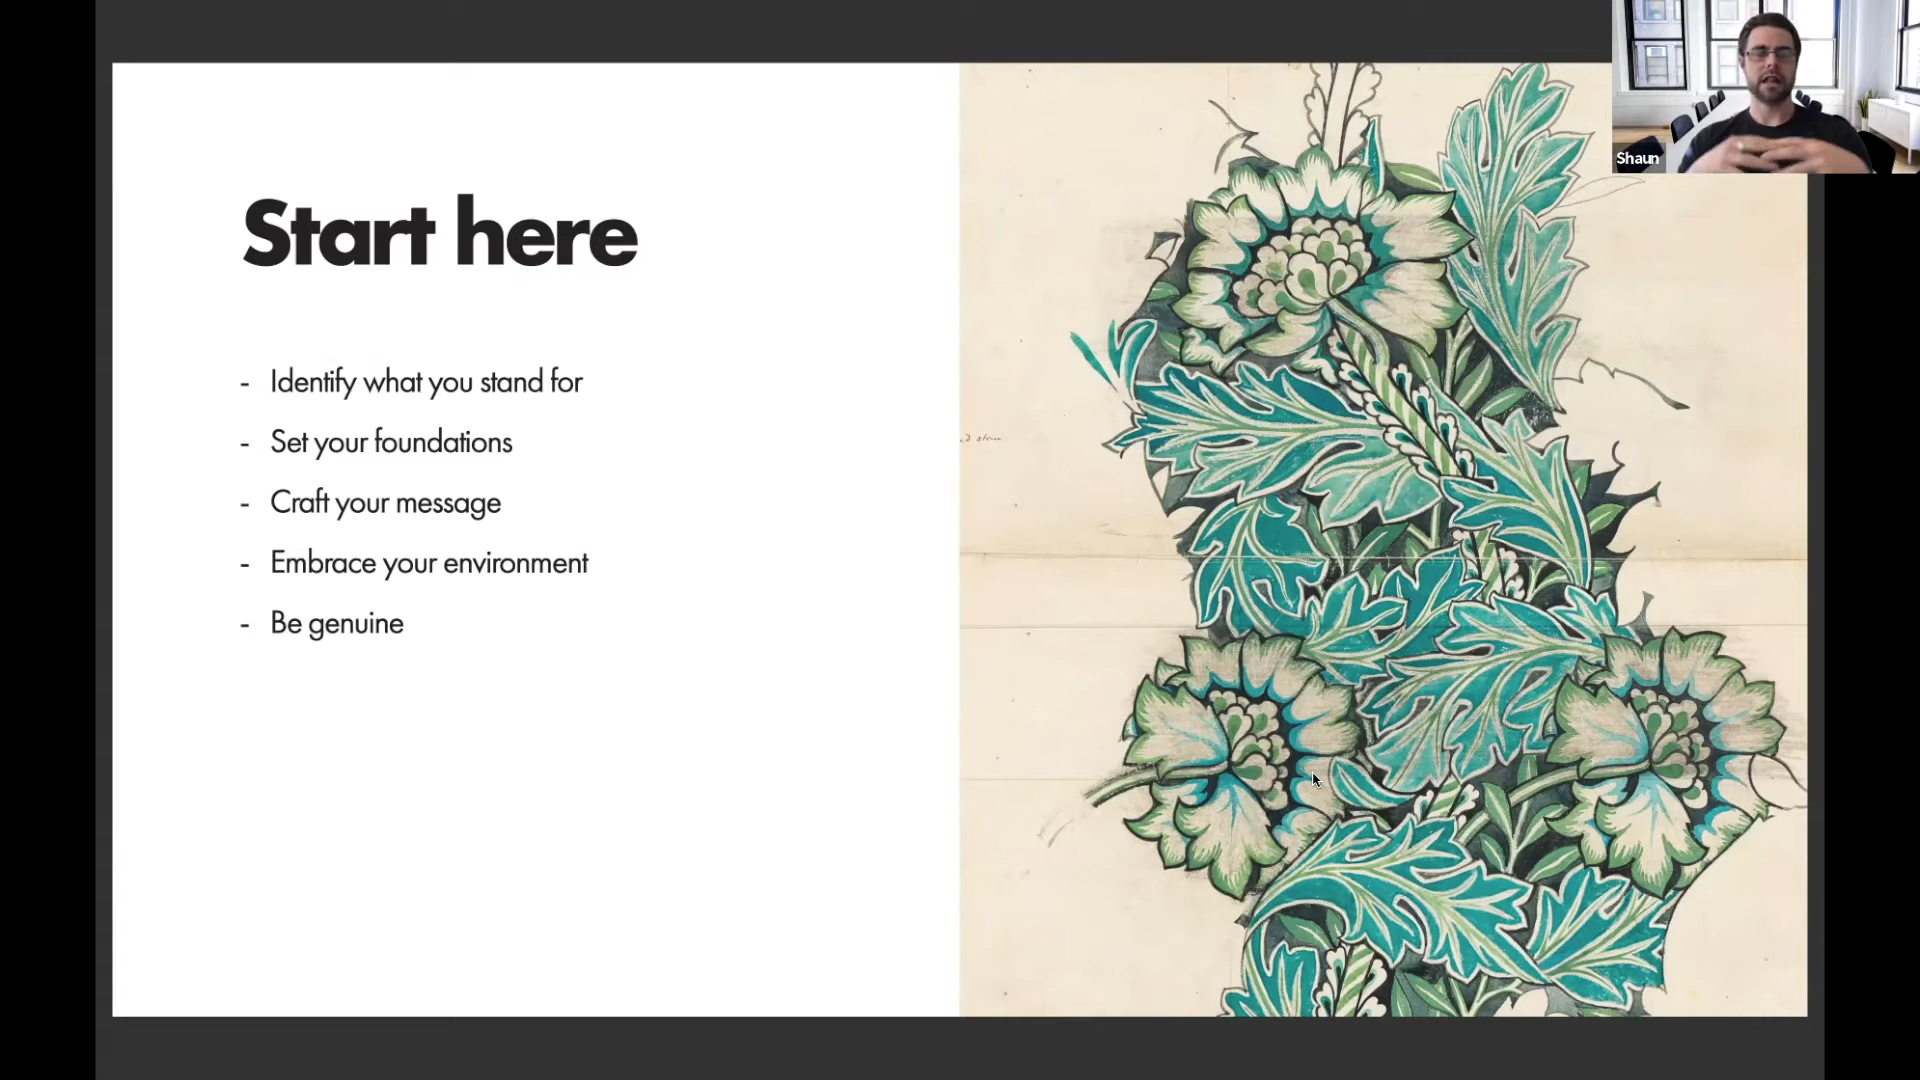 Shaun
Start here
- Identify what you stand for
- Set your foundations
- Craft your message
- Embrace your environment
- Be genuine